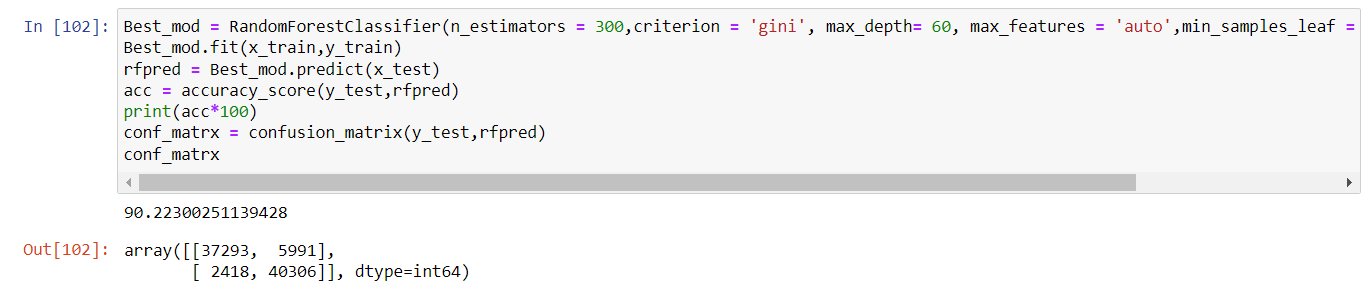 In [102]: Best_mod = RandomForestClassifier(n_estimators = 300,criterion = 'gini', max_depth= 60, max_features = 'auto',min_samples_leaf =
Best_mod.fit(x_train,y_train)
rfpred = Best_mod.predict(x_test)
acc = accuracy_score(y_test,rfpred)
print(acc*100)
conf_matrx = confusion_matrix(y_test,rfpred)
conf_matrx
90.22300251139428
Out[102]: array([[37293,  5991],
[ 2418, 40306]], dtype=int64)